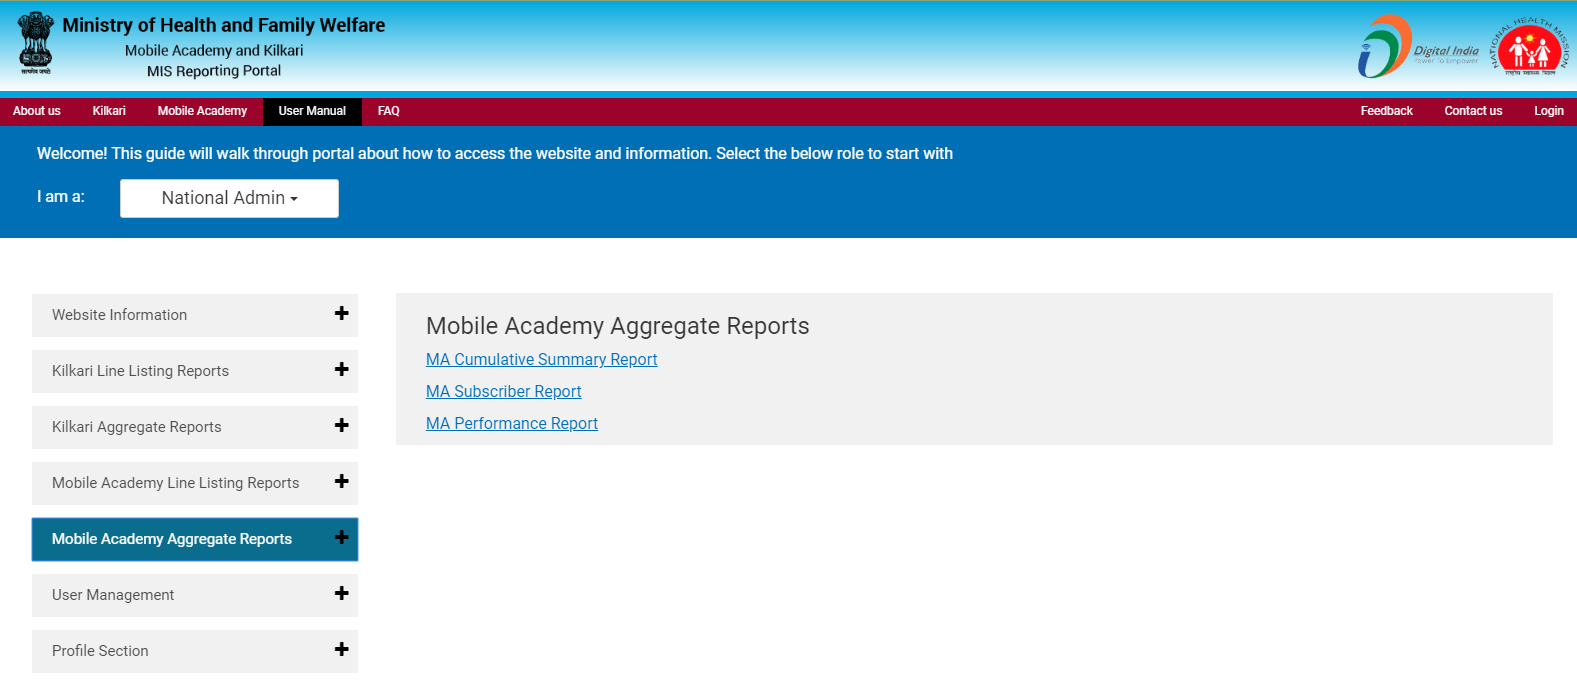 Ministry of Health and Family Welfare
Mobile Academy and Kilkari
MIS Reporting Portal
सत्यमेव जयते
Digital India
Power To Empower
NATIONAL HEALTH MISSION
राष्ट्रीय स्वास्थ्य मिशन
About us Kilkari Mobile Academy User Manual FAQ Feedback Contact us Login
Welcome! This guide will walk through portal about how to access the website and information. Select the below role to start with
I am a: National Admin
Website Information
Kilkari Line Listing Reports
Kilkari Aggregate Reports
Mobile Academy Line Listing Reports
Mobile Academy Aggregate Reports
User Management
Profile Section
Mobile Academy Aggregate Reports
MA Cumulative Summary Report
MA Subscriber Report
MA Performance Report